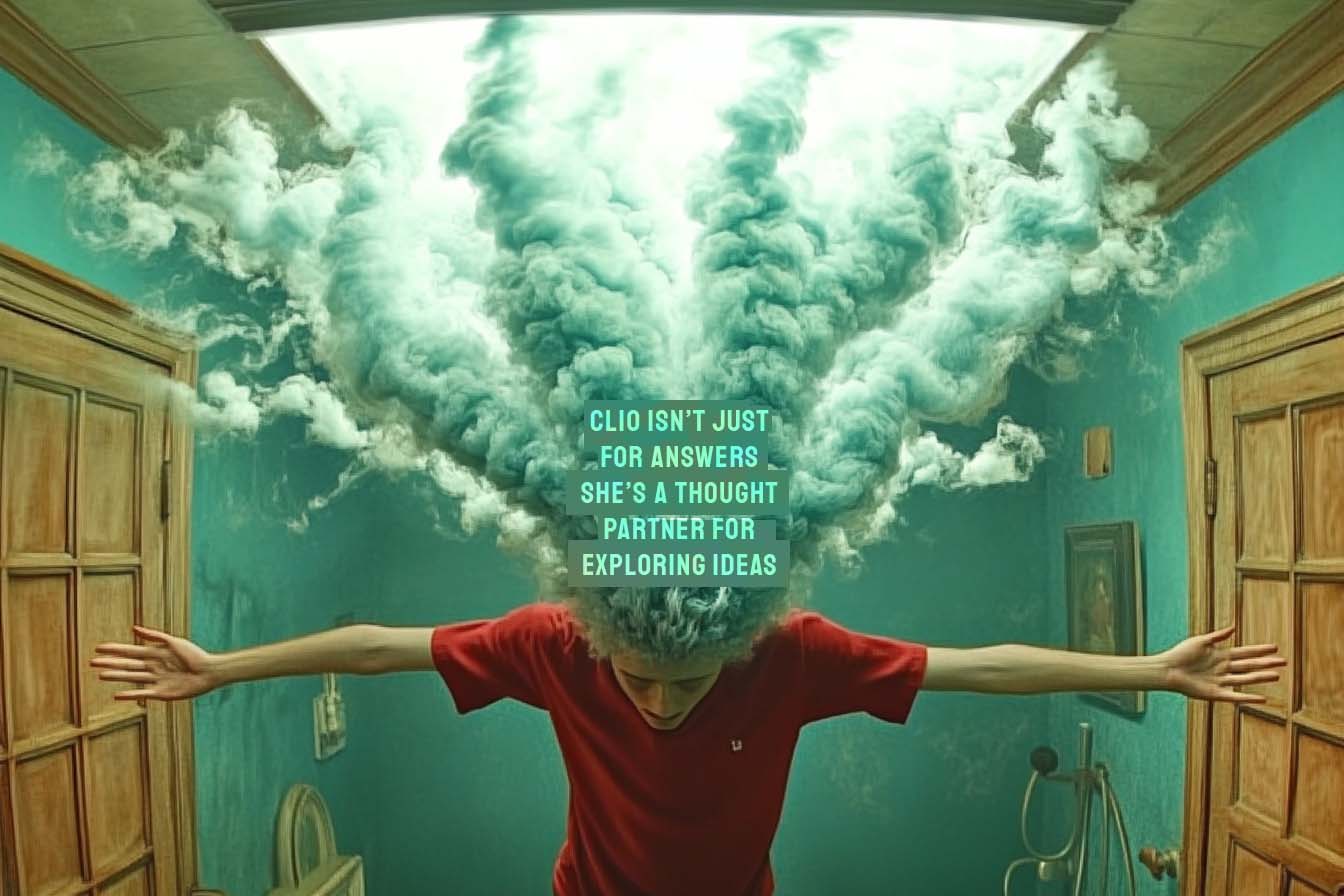 CLIO ISN’T JUST
FOR ANSWERS
SHE’S A THOUGHT
PARTNER FOR
EXPLORING IDEAS